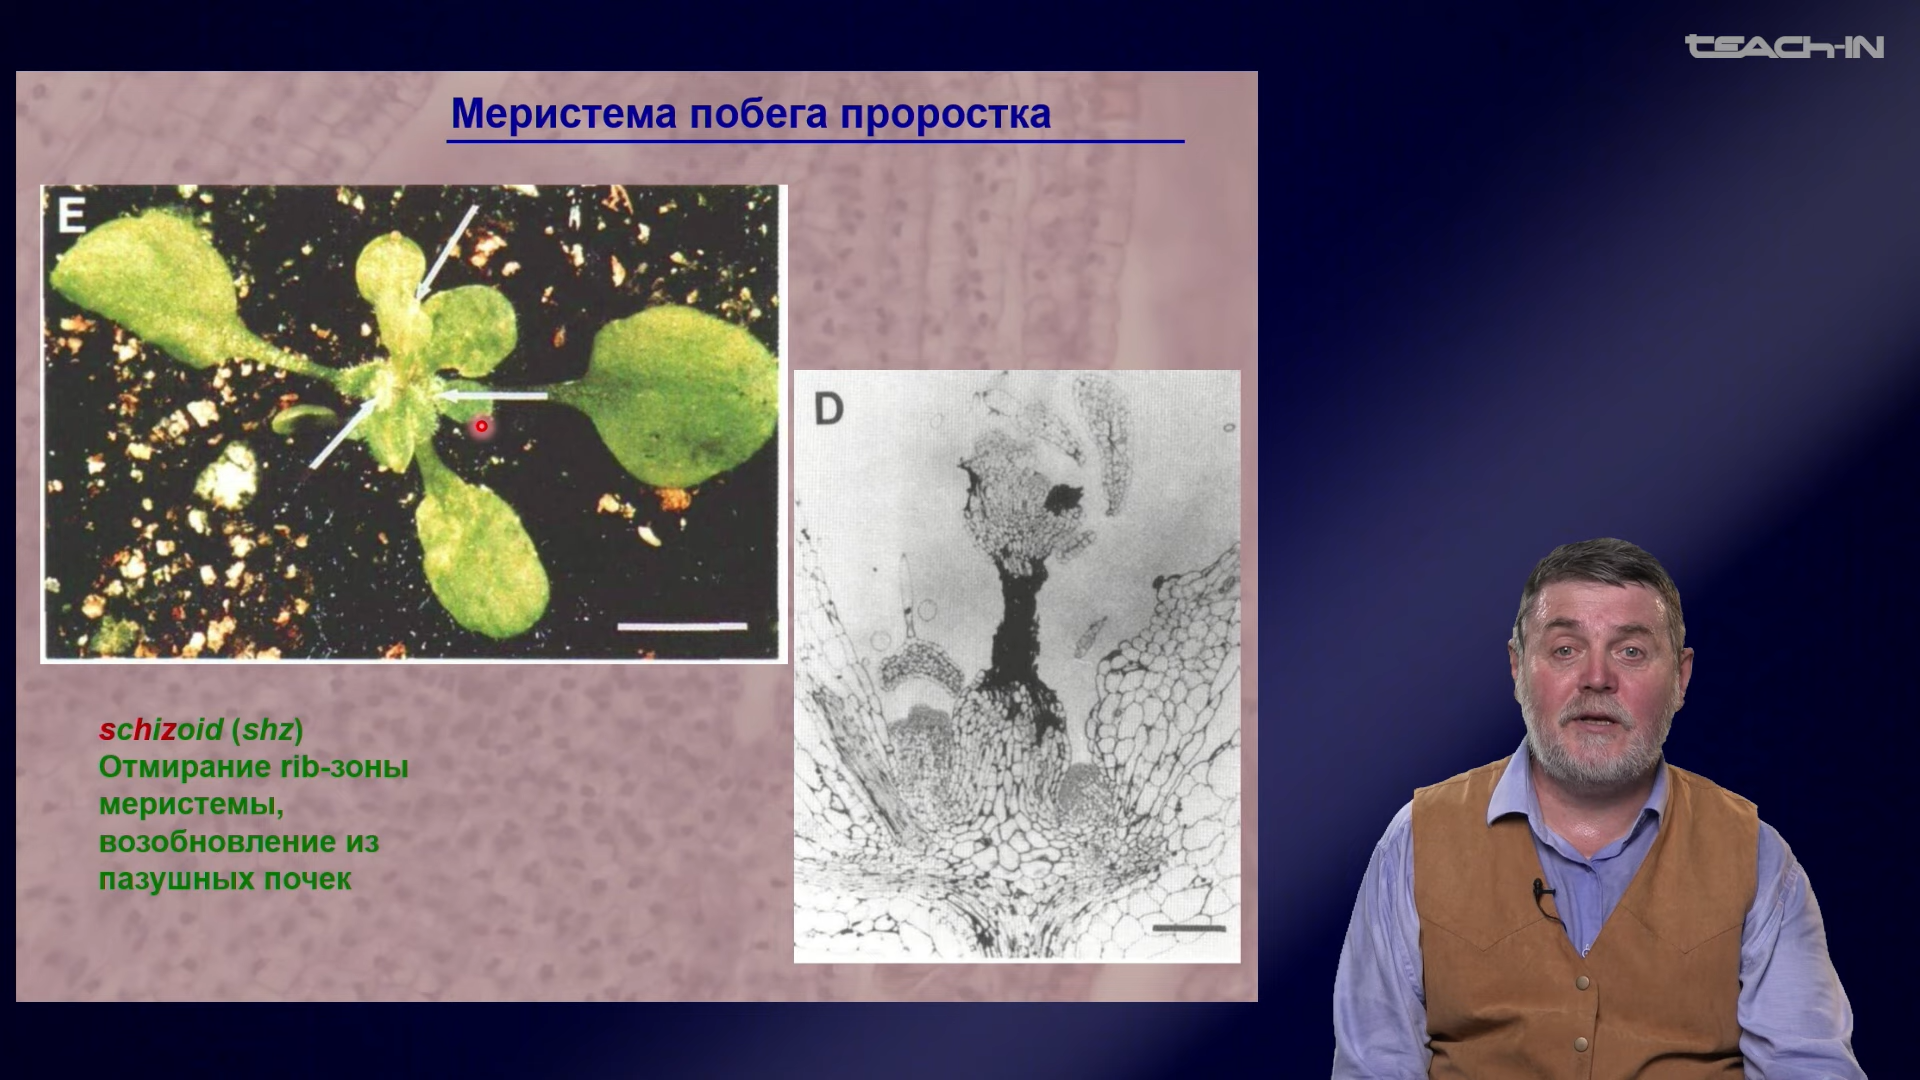 teach-in
Меристема побега проростка
E
D
schizoid (shz)
Отмирание rib-зоны
меристемы,
возобновление из
пазушных почек